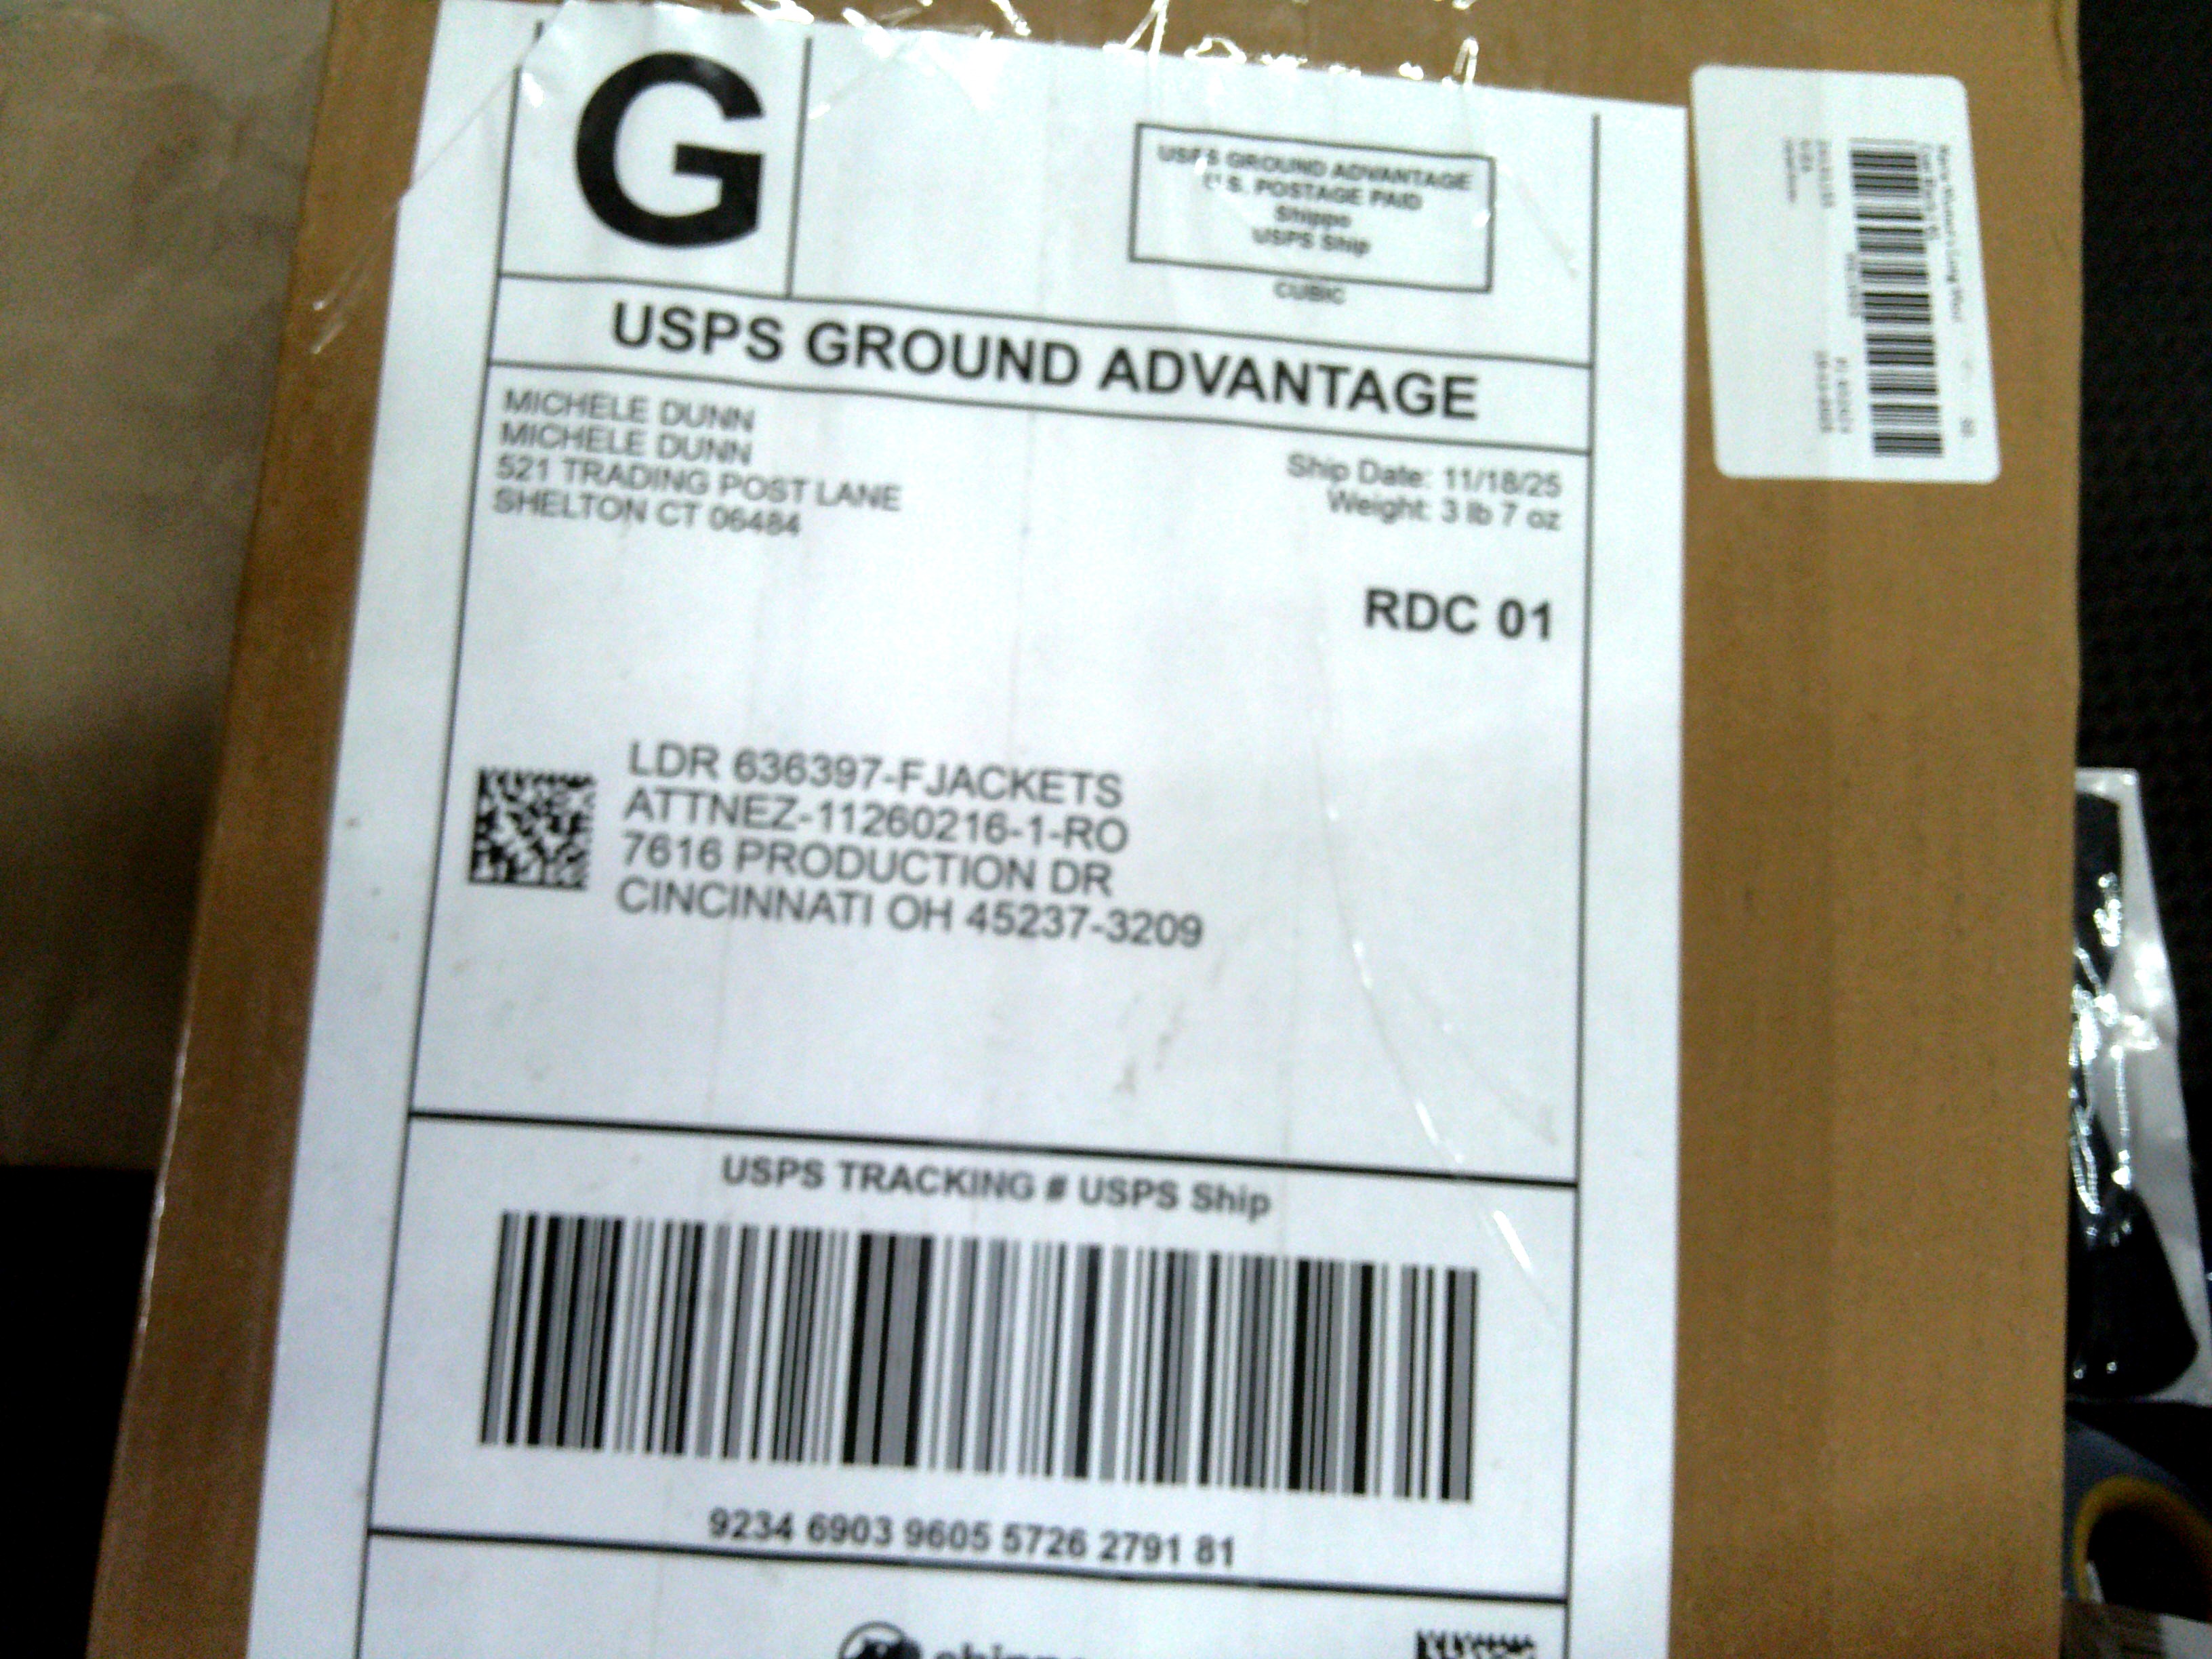 G
USPS GROUND ADVANTAGE
U.S. POSTAGE PAID
Shippo
USPS Ship
CUBIC
USPS GROUND ADVANTAGE
MICHELE DUNN
MICHELE DUNN
521 TRADING POST LANE
SHELTON CT 06484
Ship Date: 11/18/25
Weight: 3 lb 7 oz
RDC 01
LDR 636397-FJACKETS
ATTNEZ-11260216-1-RO
7616 PRODUCTION DR
CINCINNATI OH 45237-3209
USPS TRACKING # USPS Ship
9234 6903 9605 5726 2791 81